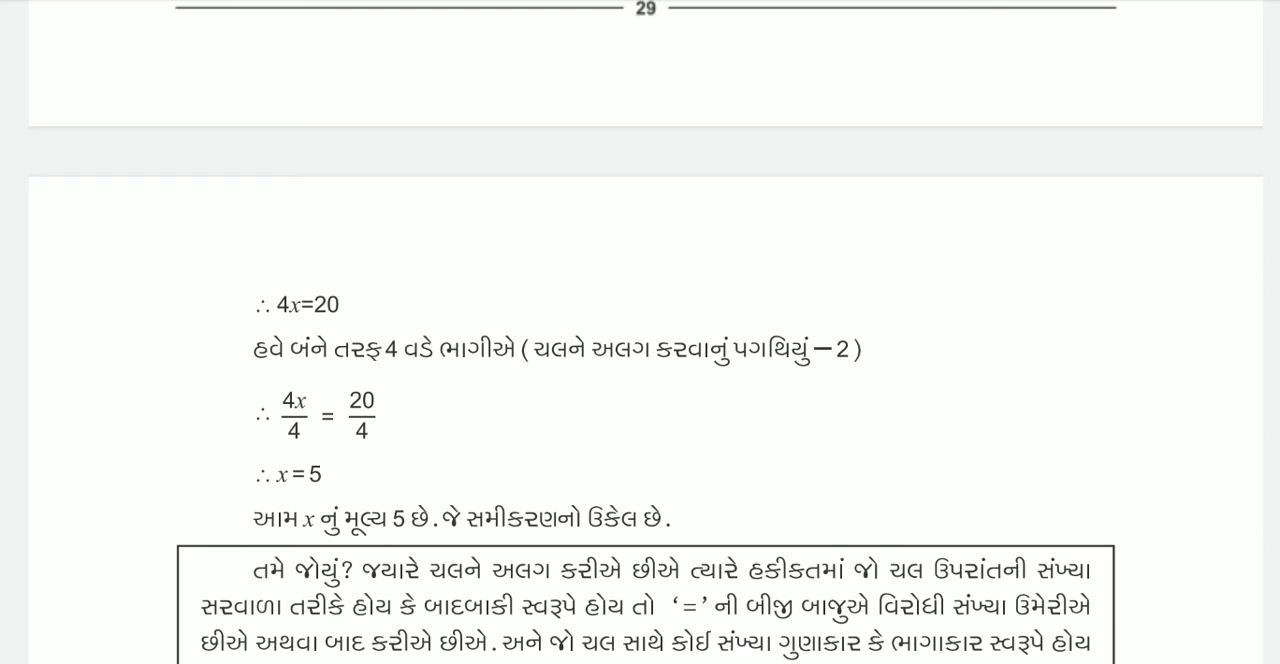 29
∴ 4x=20
હવે બંને તરફ 4 વડે ભાગીએ ( ચલને અલગ કરવાનું પગથિયું – 2 )
∴ 4x/4 = 20/4
∴ x = 5
આમ x નું મૂલ્ય 5 છે. જે સમીકરણનો ઉકેલ છે.
તમે જોયું? જયારે ચલને અલગ કરીએ છીએ ત્યારે હકીકતમાં જો ચલ ઉપરાંતની સંખ્યા
સરવાળા તરીકે હોય કે બાદબાકી સ્વરૂપે હોય તો ‘=’ ની બીજી બાજુએ વિરોધી સંખ્યા ઉમેરીએ
છીએ અથવા બાદ કરીએ છીએ. અને જો ચલ સાથે કોઈ સંખ્યા ગુણાકાર કે ભાગાકાર સ્વરૂપે હોય